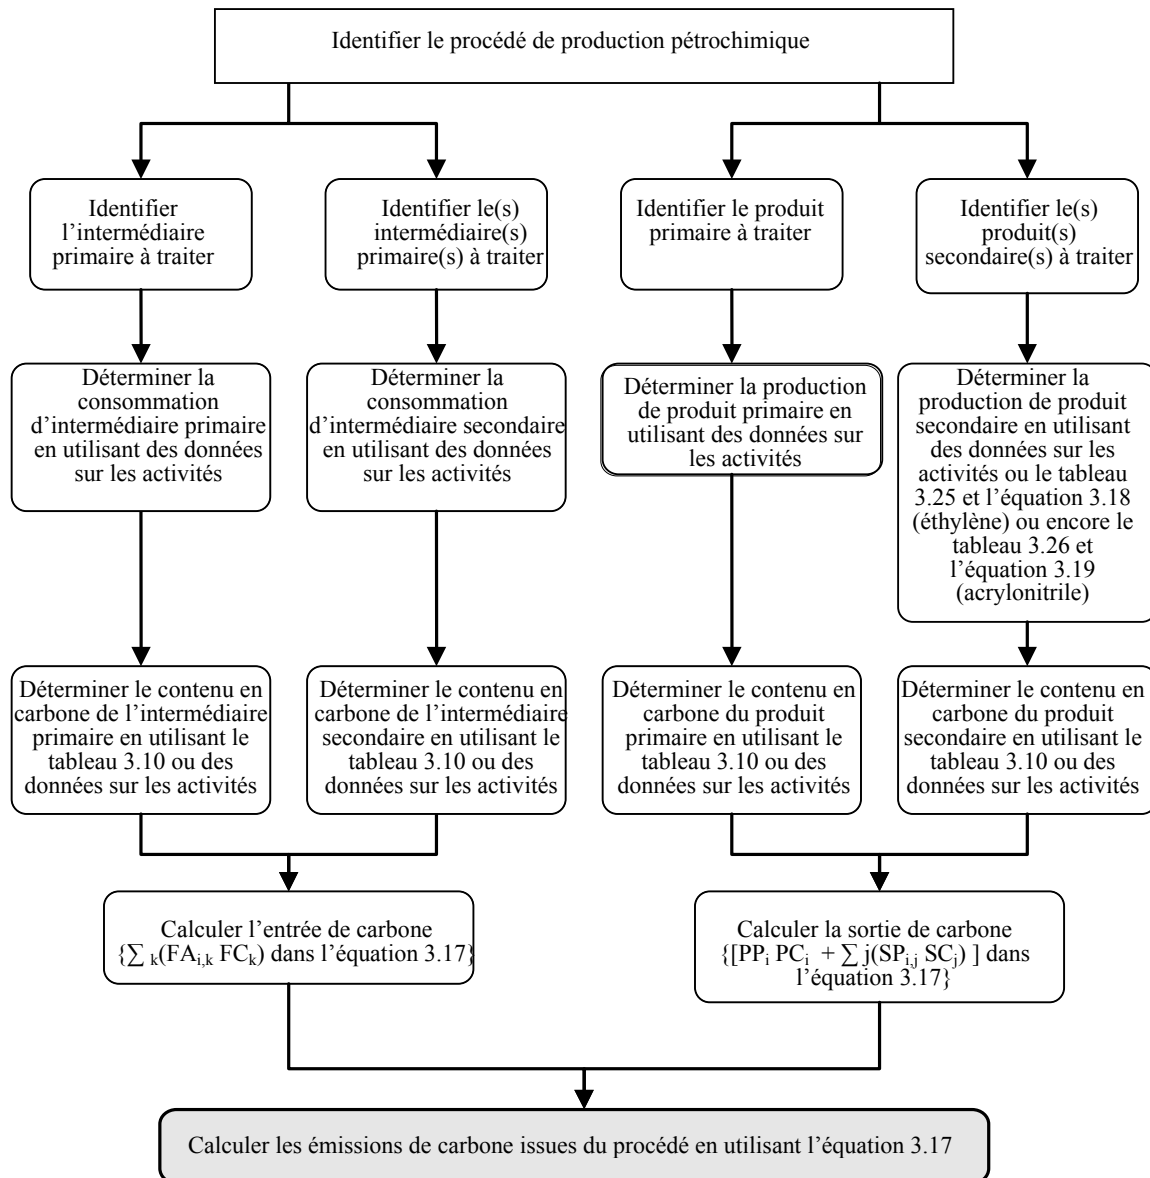 Identifier le procédé de production pétrochimique
Identifier
l’intermédiaire
primaire à traiter
Identifier le(s)
intermédiaire(s)
primaire(s) à traiter
Identifier le produit
primaire à traiter
Identifier le(s)
produit(s)
secondaire(s) à traiter
Déterminer la
consommation
d’intermédiaire primaire
en utilisant des données
sur les activités
Déterminer la
consommation
d’intermédiaire secondaire
en utilisant des données
sur les activités
Déterminer la production
de produit primaire en
utilisant des données sur
les activités
Déterminer la
production de produit
secondaire en utilisant
des données sur les
activités ou le tableau
3.25 et l’équation 3.18
(éthylène) ou encore le
tableau 3.26 et
l’équation 3.19
(acrylonitrile)
Déterminer le contenu en
carbone de l’intermédiaire
primaire en utilisant le
tableau 3.10 ou des
données sur les activités
Déterminer le contenu en
carbone de l’intermédiaire
secondaire en utilisant le
tableau 3.10 ou des
données sur les activités
Déterminer le contenu en
carbone du produit
primaire en utilisant le
tableau 3.10 ou des
données sur les activités
Déterminer le contenu en
carbone du produit
secondaire en utilisant le
tableau 3.10 ou des
données sur les activités
Calculer l’entrée de carbone
{∑ k(FAi,k FCk) dans l’équation 3.17}
Calculer la sortie de carbone
{[PPi PCi + ∑ j(SPi,j SCj) ] dans
l’équation 3.17}
Calculer les émissions de carbone issues du procédé en utilisant l’équation 3.17